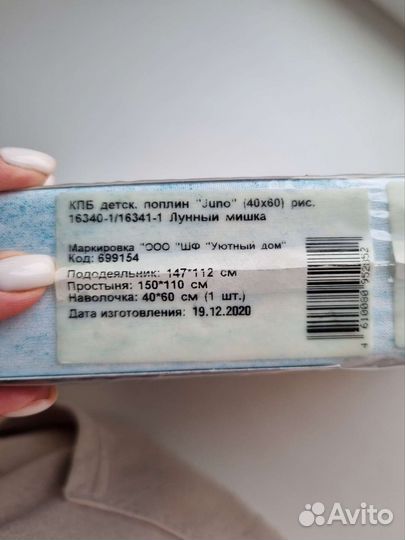 КПБ детск. поплин "Juno" (40х60) рис.
16340-1/16341-1 Лунный мишка
Маркировка "ООО "ШФ "Уютный дом"
Код: 699154
Пододеяльник: 147*112 см
Простыня: 150*110 см
Наволочка: 40*60 см (1 шт.)
Дата изготовления: 19.12.2020
Avito